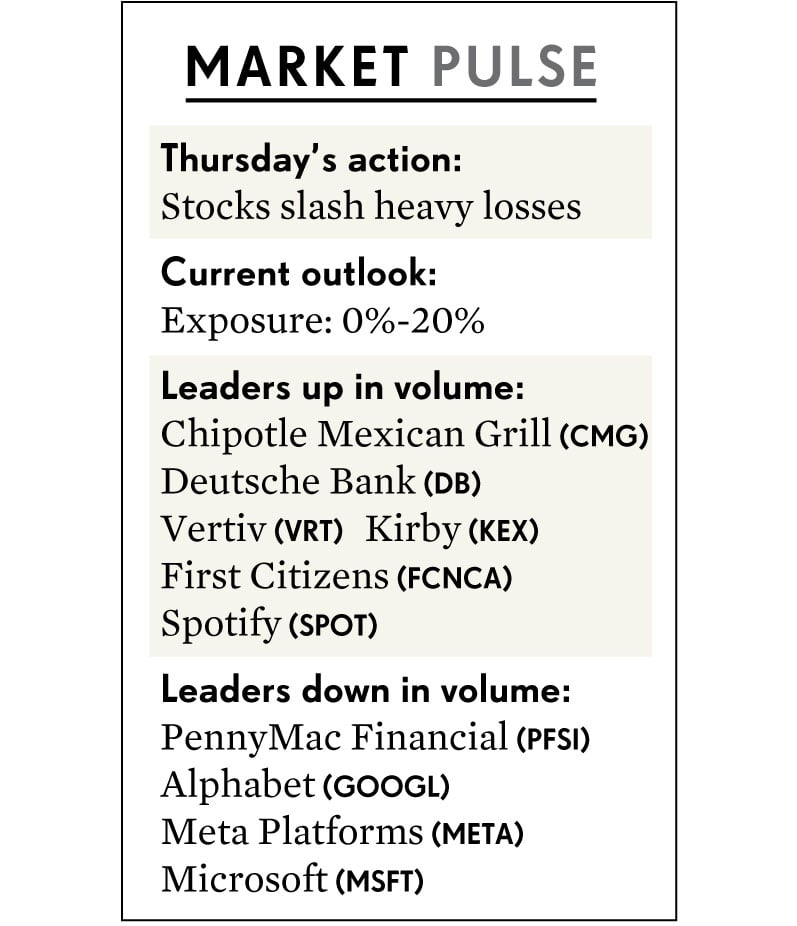 MARKET PULSE
Thursday’s action:
Stocks slash heavy losses
Current outlook:
Exposure: 0%-20%
Leaders up in volume:
Chipotle Mexican Grill (CMG)
Deutsche Bank (DB)
Vertiv (VRT) Kirby (KEX)
First Citizens (FCNCA)
Spotify (SPOT)
Leaders down in volume:
PennyMac Financial (PFSI)
Alphabet (GOOGL)
Meta Platforms (META)
Microsoft (MSFT)